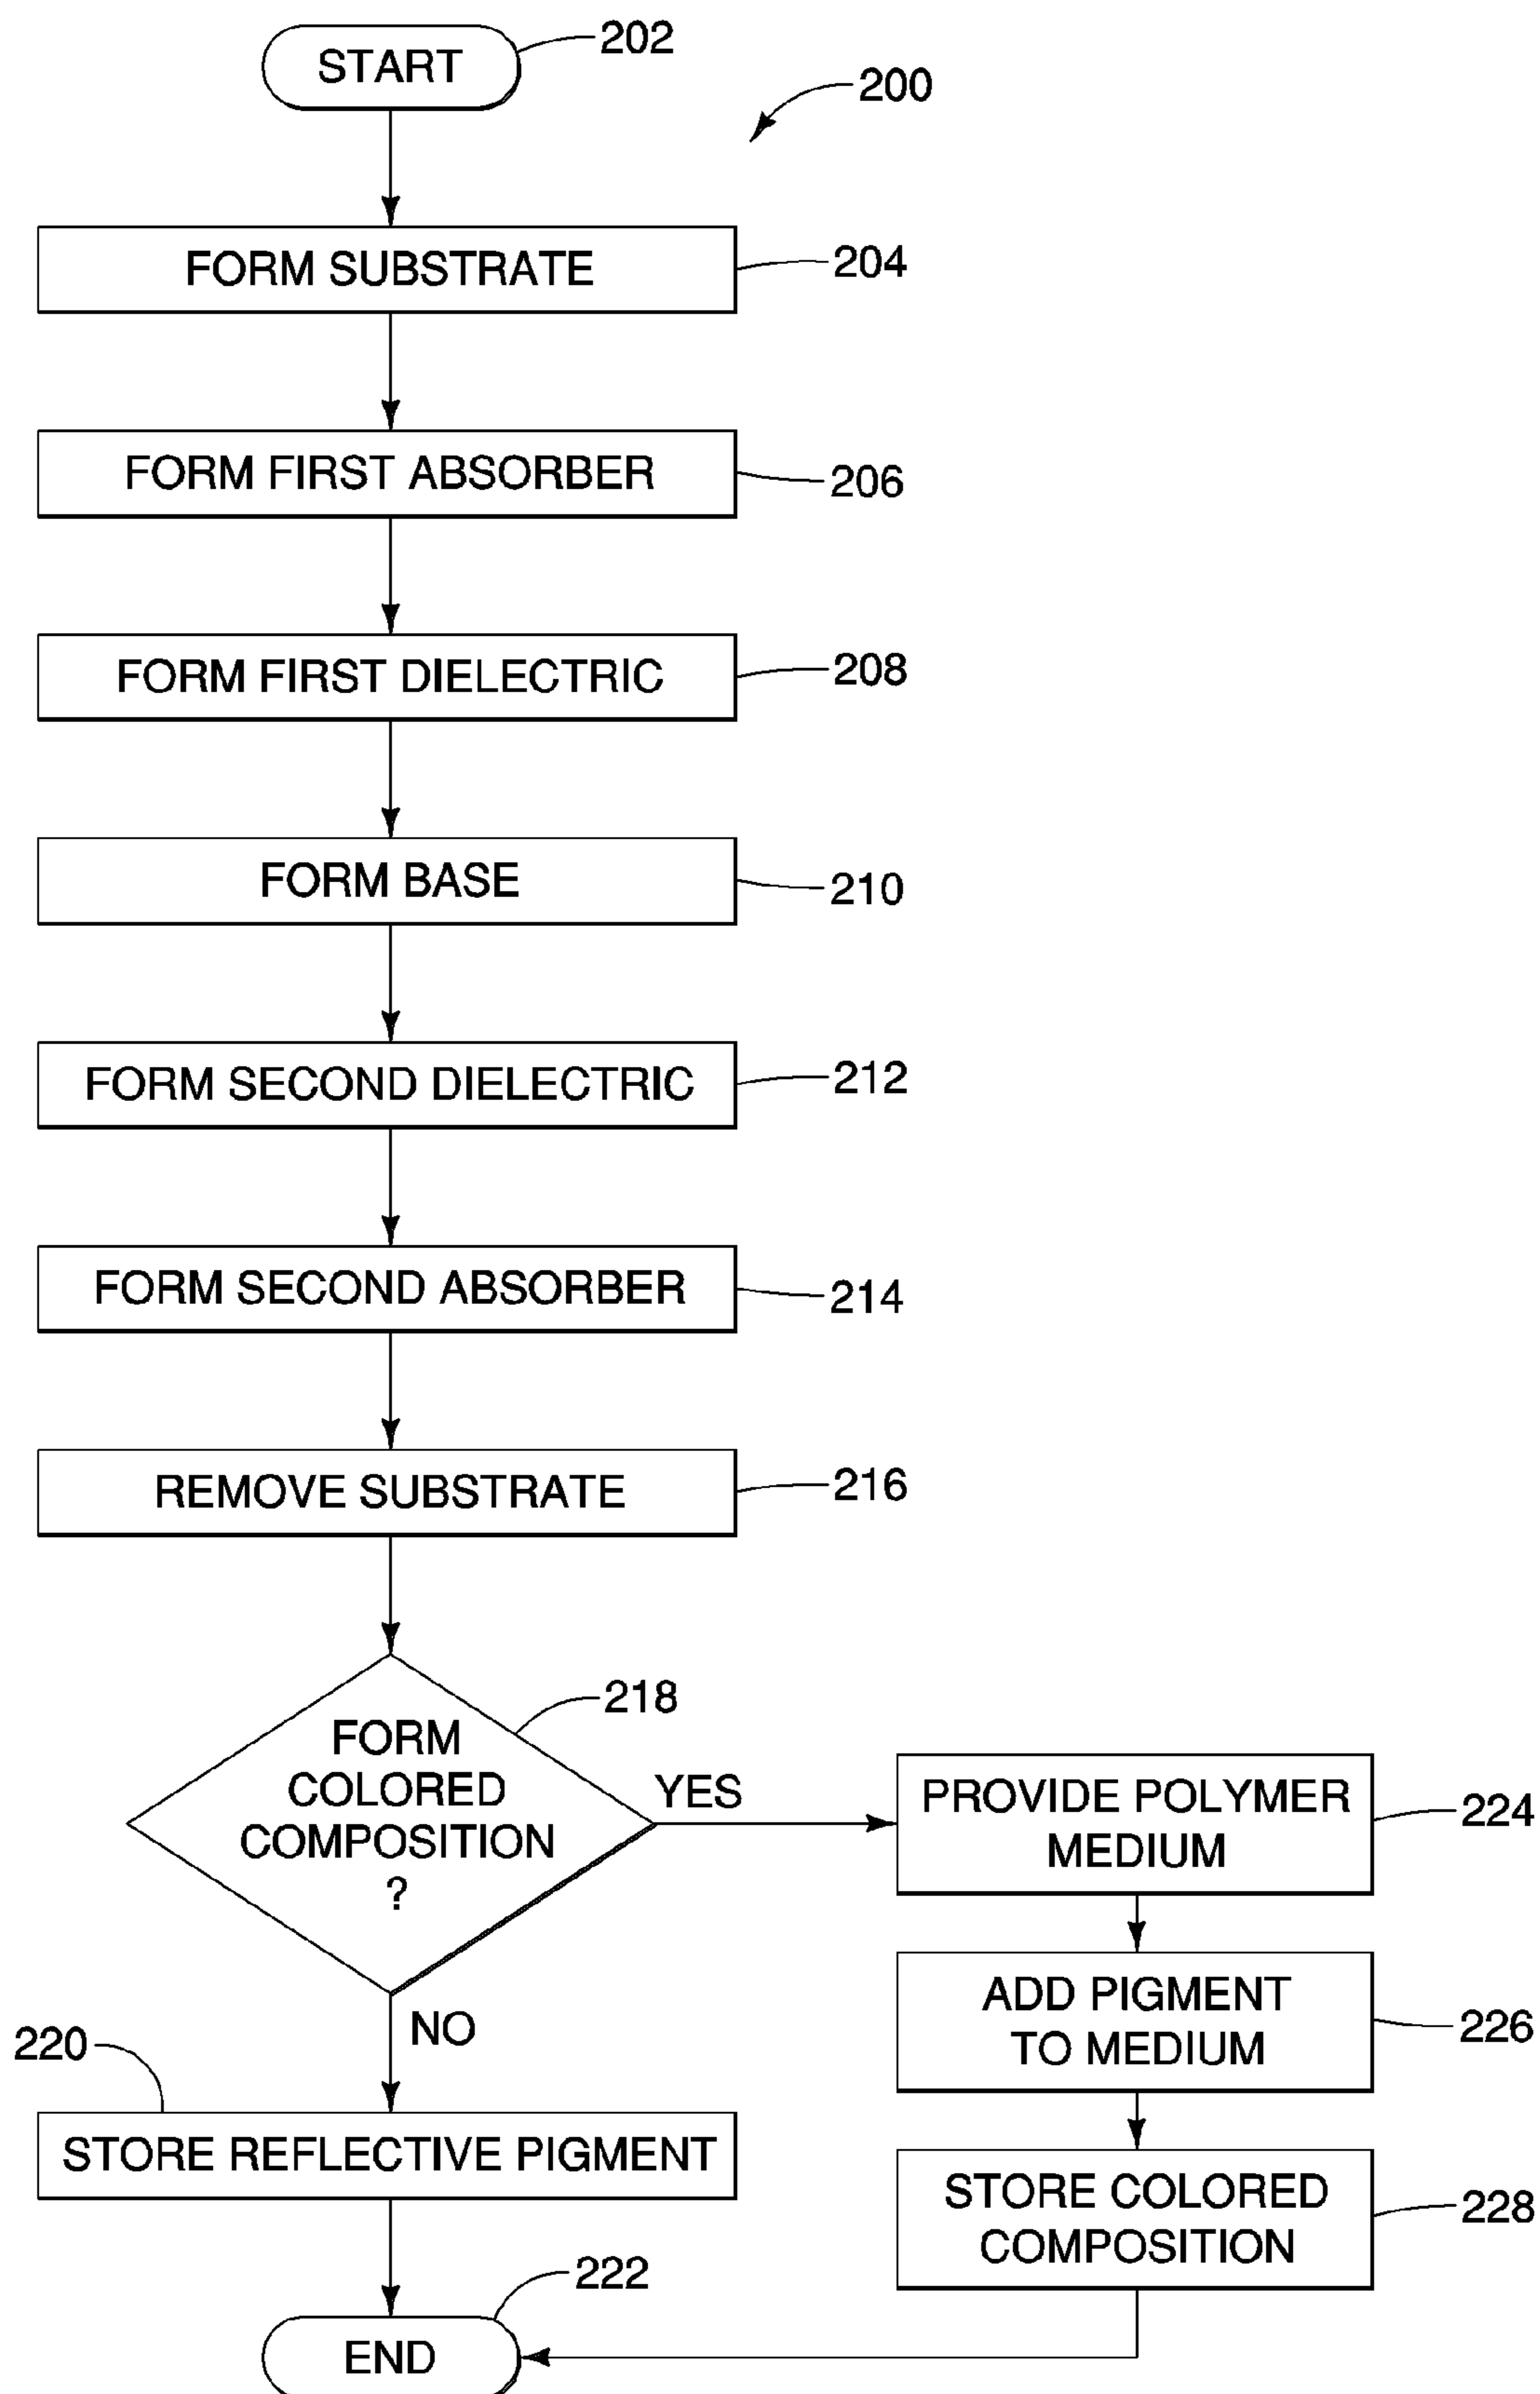 START
202
200
FORM SUBSTRATE
204
FORM FIRST ABSORBER
206
FORM FIRST DIELECTRIC
208
FORM BASE
210
FORM SECOND DIELECTRIC
212
FORM SECOND ABSORBER
214
REMOVE SUBSTRATE
216
FORM
COLORED
COMPOSITION
?
218
YES
PROVIDE POLYMER
MEDIUM
224
ADD PIGMENT
TO MEDIUM
226
NO
220
STORE REFLECTIVE PIGMENT
STORE COLORED
COMPOSITION
228
222
END